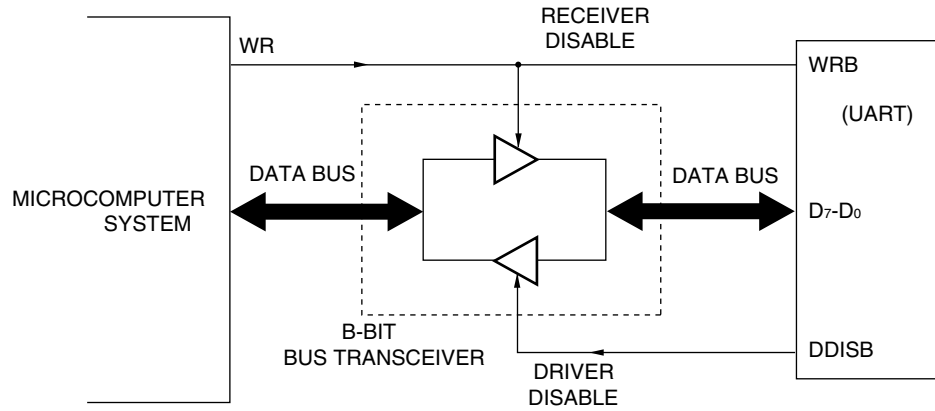 RECEIVER
DISABLE
WR
WRB
(UART)
DATA BUS
DATA BUS
MICROCOMPUTER
SYSTEM
D₇-D₀
B-BIT
BUS TRANSCEIVER
DDISB
DRIVER
DISABLE